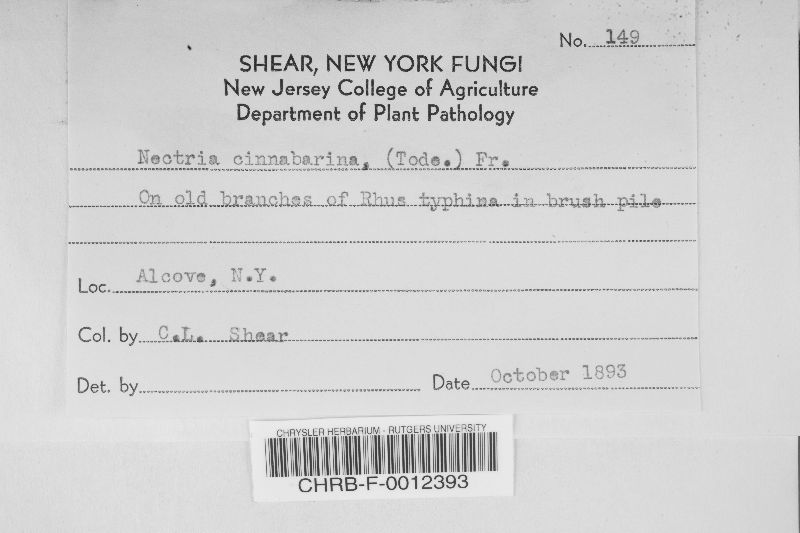 No. 149
SHEAR, NEW YORK FUNGI
New Jersey College of Agriculture
Department of Plant Pathology
Nectria cinnabarina, (Tode.) Fr.
On old branches of Rhus typhina in brush pile
Loc. Alcove, N.Y.
Col. by C.L. Shear
Det. by
Date October 1893
CHRYSLER HERBARIUM - RUTGERS UNIVERSITY
CHRB-F-0012393